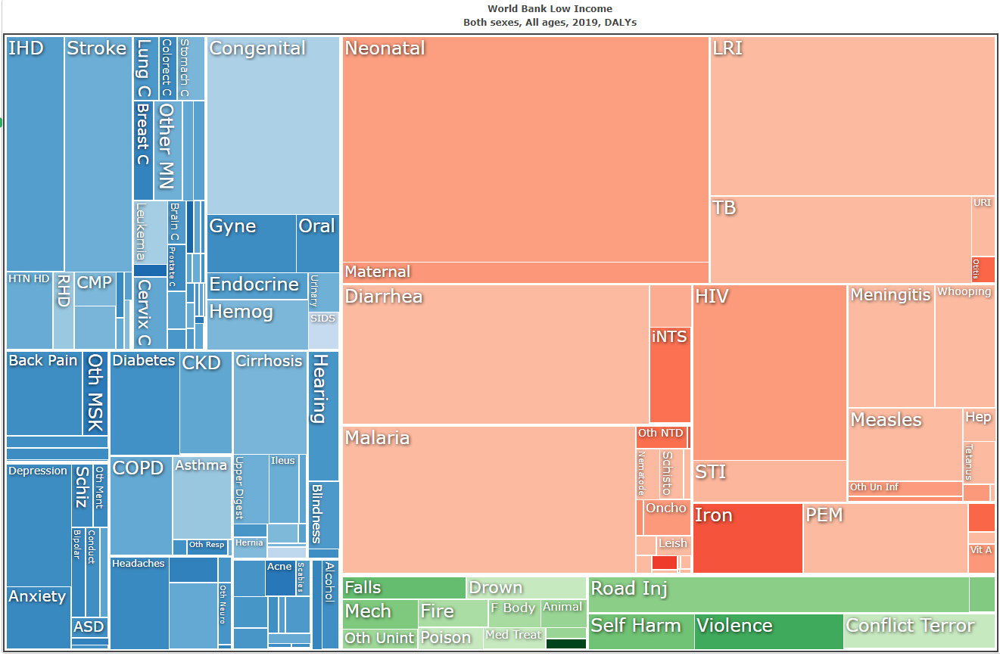 World Bank Low Income
Both sexes, All ages, 2019, DALYs
IHD
Stroke
Lung C
Colorect C
Stomach C
Breast C
Other MN
Leukemia
Brain C
Prostate C
Cervix C
HTN HD
RHD
CMP
Congenital
Gyne
Oral
Endocrine
Urinary
Hemog
SIDS
Back Pain
Oth MSK
Diabetes
CKD
Cirrhosis
Hearing
Depression
Schiz
Oth Ment
COPD
Asthma
Upper Digest
Ileus
Blindness
Bipolar
Conduct
Oth Resp
Hernia
Anxiety
ASD
Headaches
Oth Neuro
Acne
Scabies
Alcohol
Neonatal
Maternal
LRI
TB
URI
Otitis
Diarrhea
iNTS
HIV
STI
Meningitis
Whooping
Measles
Hep
Tetanus
Oth Un Inf
Malaria
Oth NTD
Nematode
Schisto
Oncho
Leish
Iron
PEM
Vit A
Falls
Drown
Mech
Fire
F Body
Animal
Oth Unint
Poison
Med Treat
Road Inj
Self Harm
Violence
Conflict Terror